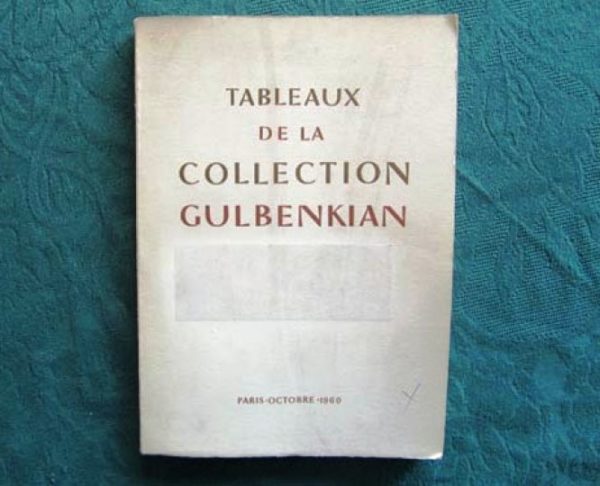 TABLEAUX
DE LA
COLLECTION
GULBENKIAN
PARIS-OCTOBRE-1960